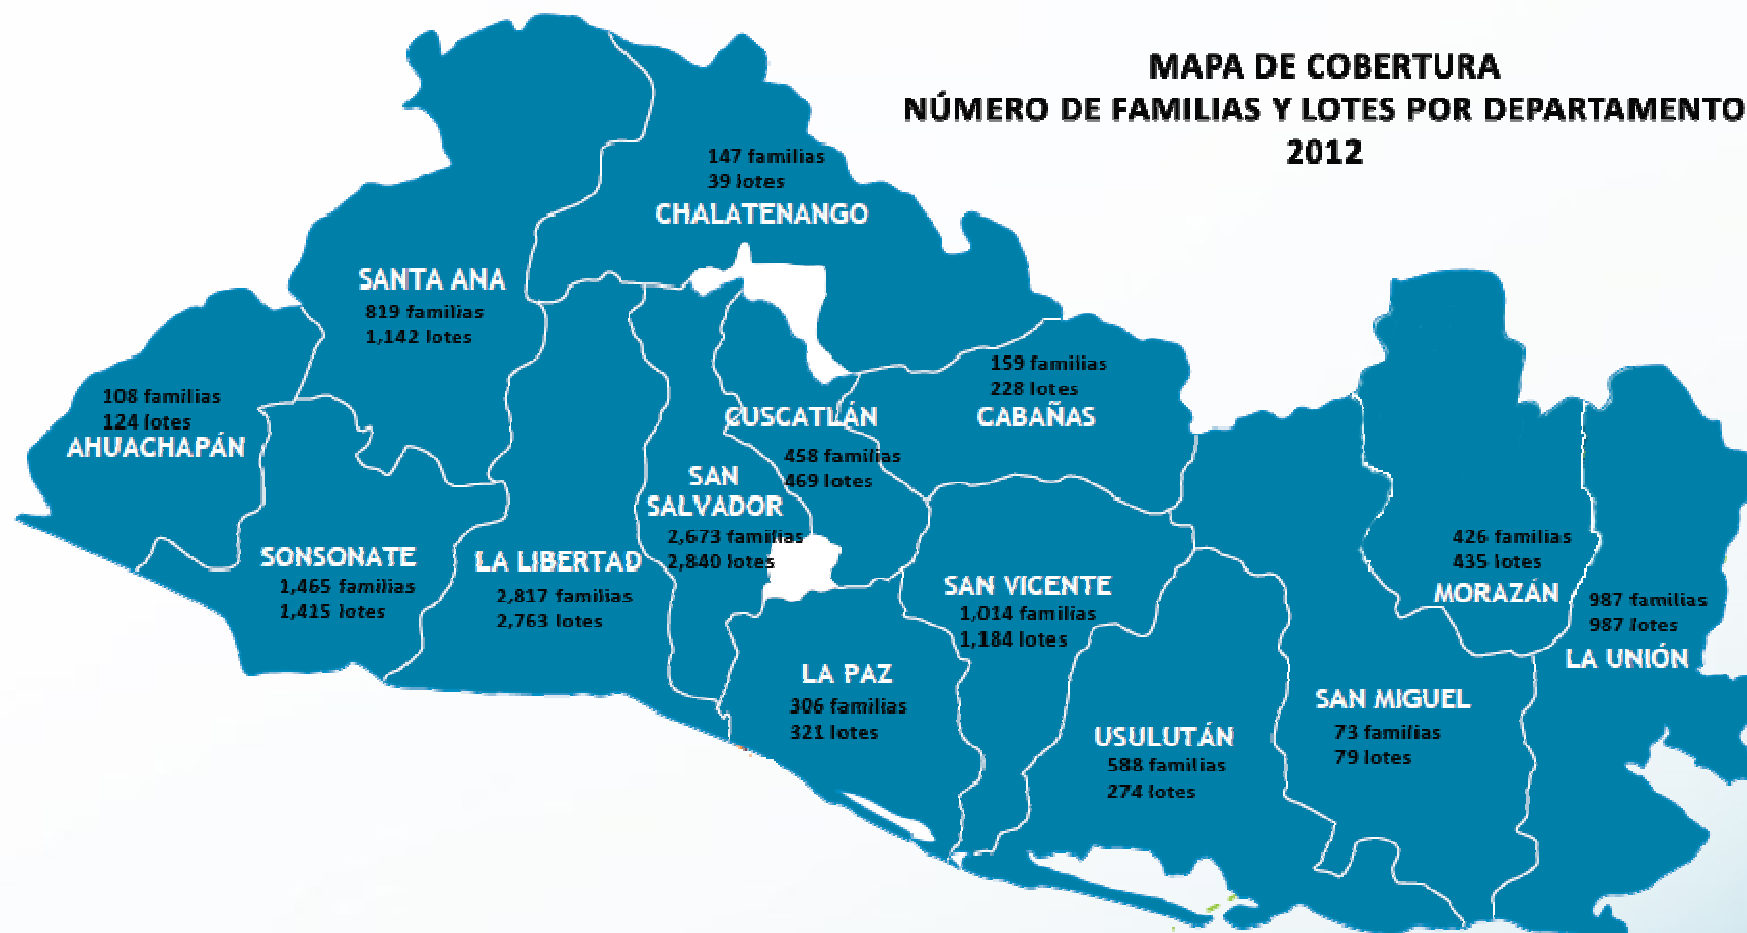 MAPA DE COBERTURA
NÚMERO DE FAMILIAS Y LOTES POR DEPARTAMENTO
2012
147 familias
39 lotes
CHALATENANGO
SANTA ANA
819 familias
1,142 lotes
108 familias
124 lotes
AHUACHAPÁN
159 familias
228 lotes
CABAÑAS
CUSCATLÁN
458 familias
469 lotes
SAN
SALVADOR
2,673 familias
2,840 lotes
SONSONATE
1,465 familias
1,415 lotes
LA LIBERTAD
2,817 familias
2,763 lotes
SAN VICENTE
1,014 familias
1,184 lotes
426 familias
435 lotes
MORAZÁN
987 familias
987 lotes
LA UNIÓN
LA PAZ
306 familias
321 lotes
USULUTÁN
588 familias
274 lotes
SAN MIGUEL
73 familias
79 lotes